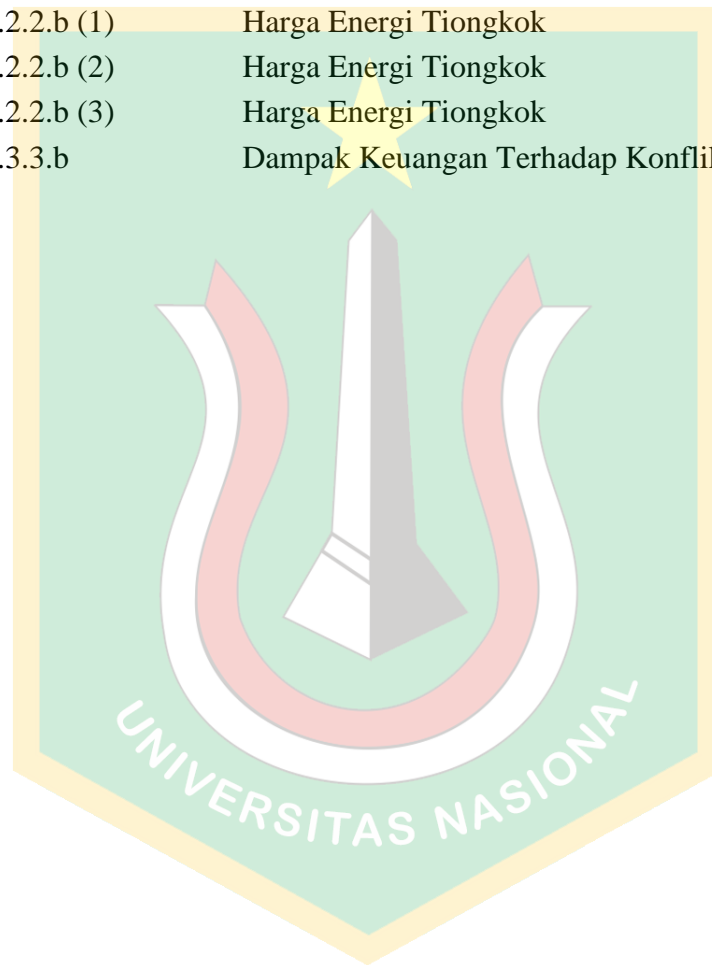 .2.2.b (1) Harga Energi Tiongkok
.2.2.b (2) Harga Energi Tiongkok
.2.2.b (3) Harga Energi Tiongkok
.3.3.b Dampak Keuangan Terhadap
UNIVERSITAS NASIONAL